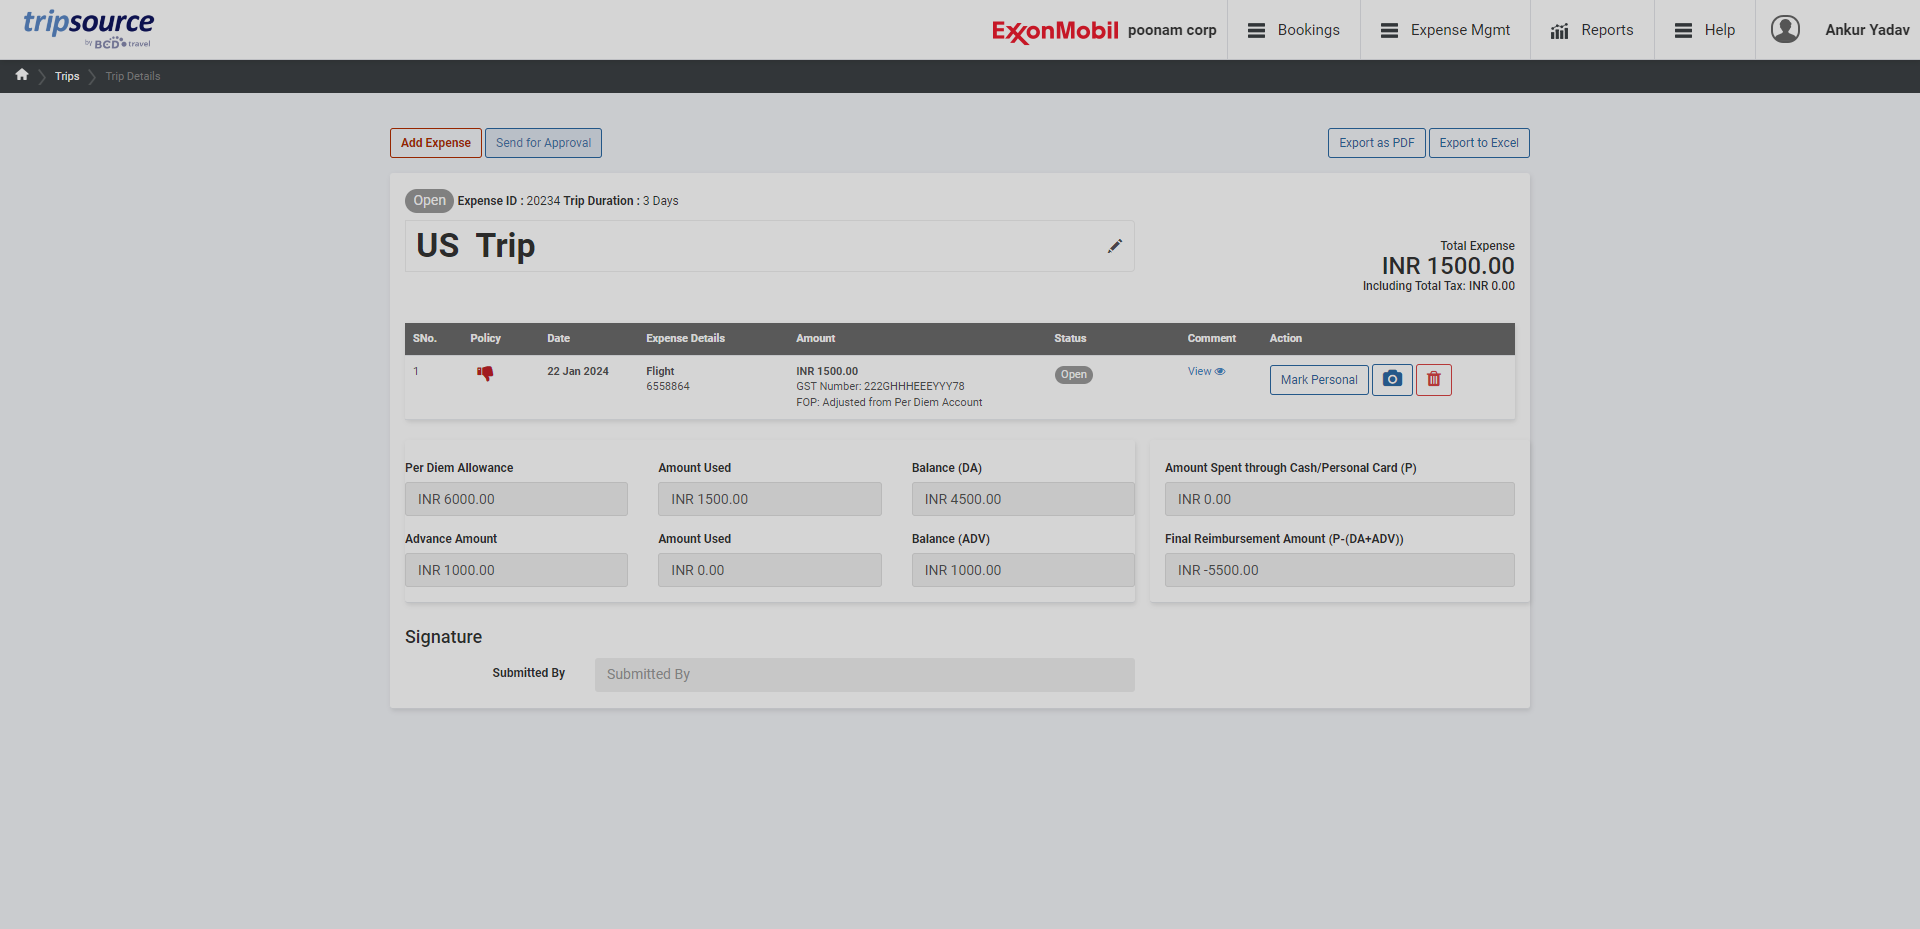 tripsource
by BCD travel
ExxonMobil poonam corp Bookings Expense Mgmt Reports Help Ankur Yadav
Trips Trip Details
Add Expense Send for Approval Export as PDF Export to Excel
Open Expense ID : 20234 Trip Duration : 3 Days
US Trip
Total Expense
INR 1500.00
Including Total Tax: INR 0.00
SNo. Policy Date Expense Details Amount Status Comment Action
1 22 Jan 2024 Flight INR 1500.00 Open View Mark Personal
6558864 GST Number: 222GHHHEEEYYY78
FOP: Adjusted from Per Diem Account
Per Diem Allowance Amount Used Balance (DA) Amount Spent through Cash/Personal Card (P)
INR 6000.00 INR 1500.00 INR 4500.00 INR 0.00
Advance Amount Amount Used Balance (ADV) Final Reimbursement Amount (P-(DA+ADV))
INR 1000.00 INR 0.00 INR 1000.00 INR -5500.00
Signature
Submitted By Submitted By